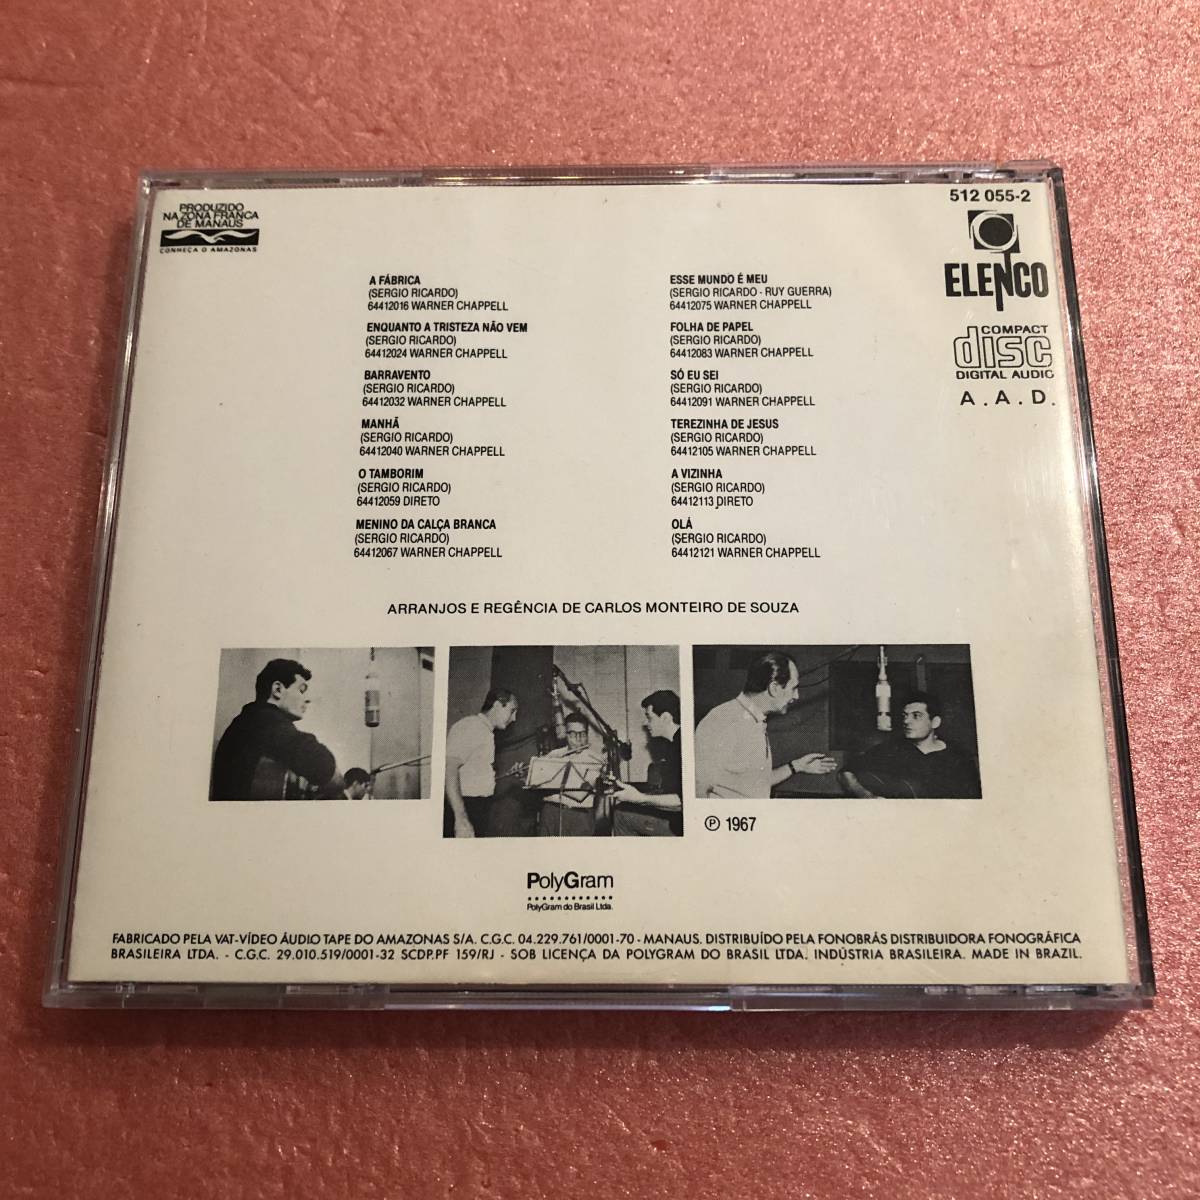 PRODUZIDO
NA ZONA FRANCA
DE MANAUS
CONHEÇA O AMAZONAS
512 055-2
ELENCO
COMPACT
disc
DIGITAL AUDIO
A.A.D.
A FÁBRICA
(SERGIO RICARDO)
64412016 WARNER CHAPPELL
ENQUANTO A TRISTEZA NÃO VEM
(SERGIO RICARDO)
64412024 WARNER CHAPPELL
BARRAVENTO
(SERGIO RICARDO)
64412032 WARNER CHAPPELL
MANHÃ
(SERGIO RICARDO)
64412040 WARNER CHAPPELL
O TAMBORIM
(SERGIO RICARDO)
64412059 DIRETO
MENINO DA CALÇA BRANCA
(SERGIO RICARDO)
64412067 WARNER CHAPPELL
ESSE MUNDO É MEU
(SERGIO RICARDO - RUY GUERRA)
64412075 WARNER CHAPPELL
FOLHA DE PAPEL
(SERGIO RICARDO)
64412083 WARNER CHAPPELL
SÓ EU SEI
(SERGIO RICARDO)
64412091 WARNER CHAPPELL
TEREZINHA DE JESUS
(SERGIO RICARDO)
64412105 WARNER CHAPPELL
A VIZINHA
(SERGIO RICARDO)
64412113 DIRETO
OLÁ
(SERGIO RICARDO)
64412121 WARNER CHAPPELL
ARRANJOS E REGÊNCIA DE CARLOS MONTEIRO DE SOUZA
Ⓟ 1967
PolyGram
PolyGram do Brasil Ltda.
FABRICADO PELA VAT-VÍDEO ÁUDIO TAPE DO AMAZONAS S/A. C.G.C. 04.229.761/0001-70 - MANAUS. DISTRIBUÍDO PELA FONOBRÁS DISTRIBUIDORA FONOGRÁFICA
BRASILEIRA LTDA. - C.G.C. 29.010.519/0001-32 SCDP.PF 159/RJ - SOB LICENÇA DA POLYGRAM DO BRASIL LTDA. INDÚSTRIA BRASILEIRA. MADE IN BRAZIL.